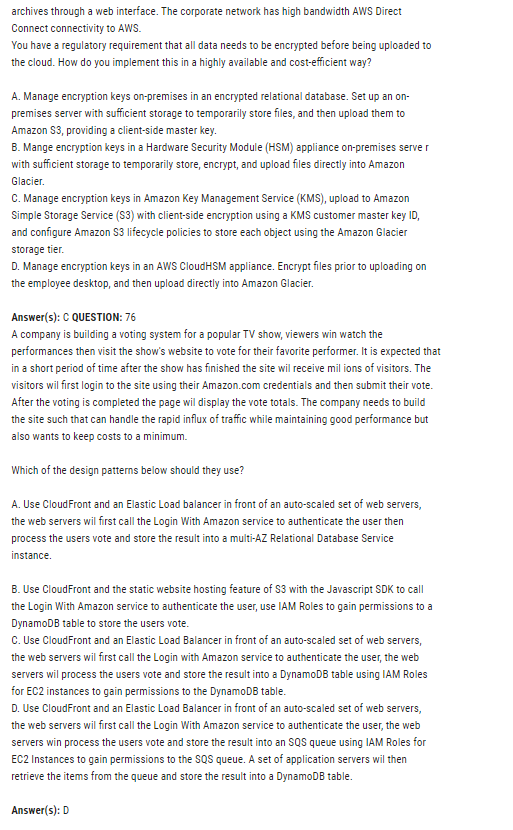 archives through a web interface. The corporate network has high bandwidth AWS Direct
Connect connectivity to AWS.
You have a regulatory requirement that all data needs to be encrypted before being uploaded to
the cloud. How do you implement this in a highly available and cost-efficient way?
A. Manage encryption keys on-premises in an encrypted relational database. Set up an on-
premises server with sufficient storage to temporarily store files, and then upload them to
Amazon S3, providing a client-side master key.
B. Mange encryption keys in a Hardware Security Module (HSM) appliance on-premises serve r
with sufficient storage to temporarily store, encrypt, and upload files directly into Amazon
Glacier.
C. Manage encryption keys in Amazon Key Management Service (KMS), upload to Amazon
Simple Storage Service (S3) with client-side encryption using a KMS customer master key ID,
and configure Amazon S3 lifecycle policies to store each object using the Amazon Glacier
storage tier.
D. Manage encryption keys in an AWS CloudHSM appliance. Encrypt files prior to uploading on
the employee desktop, and then upload directly into Amazon Glacier.
Answer(s): C QUESTION: 76
A company is building a voting system for a popular TV show, viewers win watch the
performances then visit the show's website to vote for their favorite performer. It is expected that
in a short period of time after the show has finished the site wil receive mil ions of visitors. The
visitors wil first login to the site using their Amazon.com credentials and then submit their vote.
After the voting is completed the page wil display the vote totals. The company needs to build
the site such that can handle the rapid influx of traffic while maintaining good performance but
also wants to keep costs to a minimum.
Which of the design patterns below should they use?
A. Use CloudFront and an Elastic Load balancer in front of an auto-scaled set of web servers,
the web servers wil first call the Login With Amazon service to authenticate the user then
process the users vote and store the result into a multi-AZ Relational Database Service
instance.
B. Use CloudFront and the static website hosting feature of S3 with the Javascript SDK to call
the Login With Amazon service to authenticate the user, use IAM Roles to gain permissions to a
DynamoDB table to store the users vote.
C. Use CloudFront and an Elastic Load Balancer in front of an auto-scaled set of web servers,
the web servers wil first call the Login with Amazon service to authenticate the user, the web
servers wil process the users vote and store the result into a DynamoDB table using IAM Roles
for EC2 instances to gain permissions to the DynamoDB table.
D. Use CloudFront and an Elastic Load Balancer in front of an auto-scaled set of web servers,
the web servers wil first call the Login With Amazon service to authenticate the user, the web
servers win process the users vote and store the result into an SQS queue using IAM Roles for
EC2 Instances to gain permissions to the SQS queue. A set of application servers wil then
retrieve the items from the queue and store the result into a DynamoDB table.
Answer(s): D